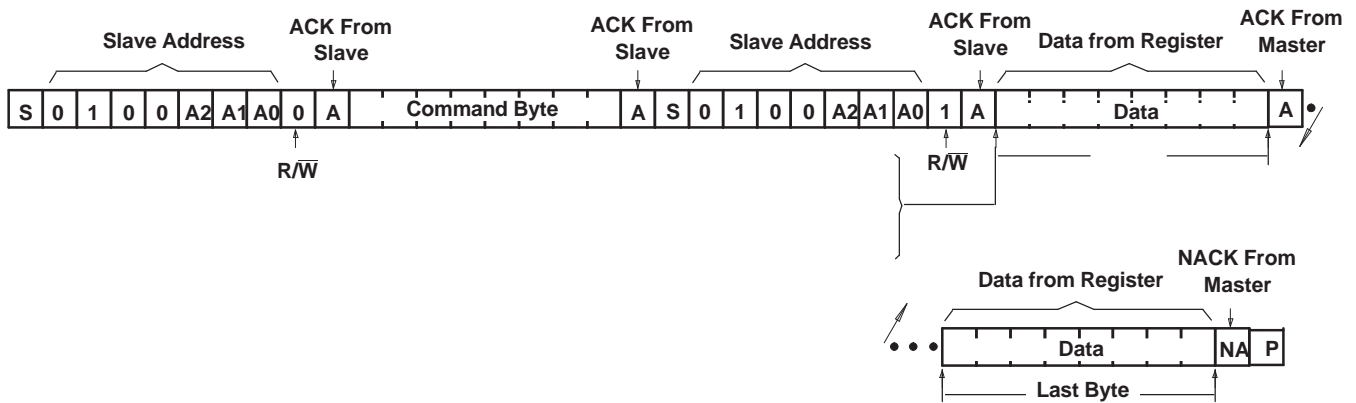 Slave Address
ACK From
Slave
ACK From
Slave
Slave Address
ACK From
Slave
Data from Register
ACK From
Master
S 0 1 0 0 A2 A1 A0 0 A Command Byte A S 0 1 0 0 A2 A1 A0 1 A Data A
R/W̅
R/W̅
Data from Register
NACK From
Master
Data NA P
Last Byte